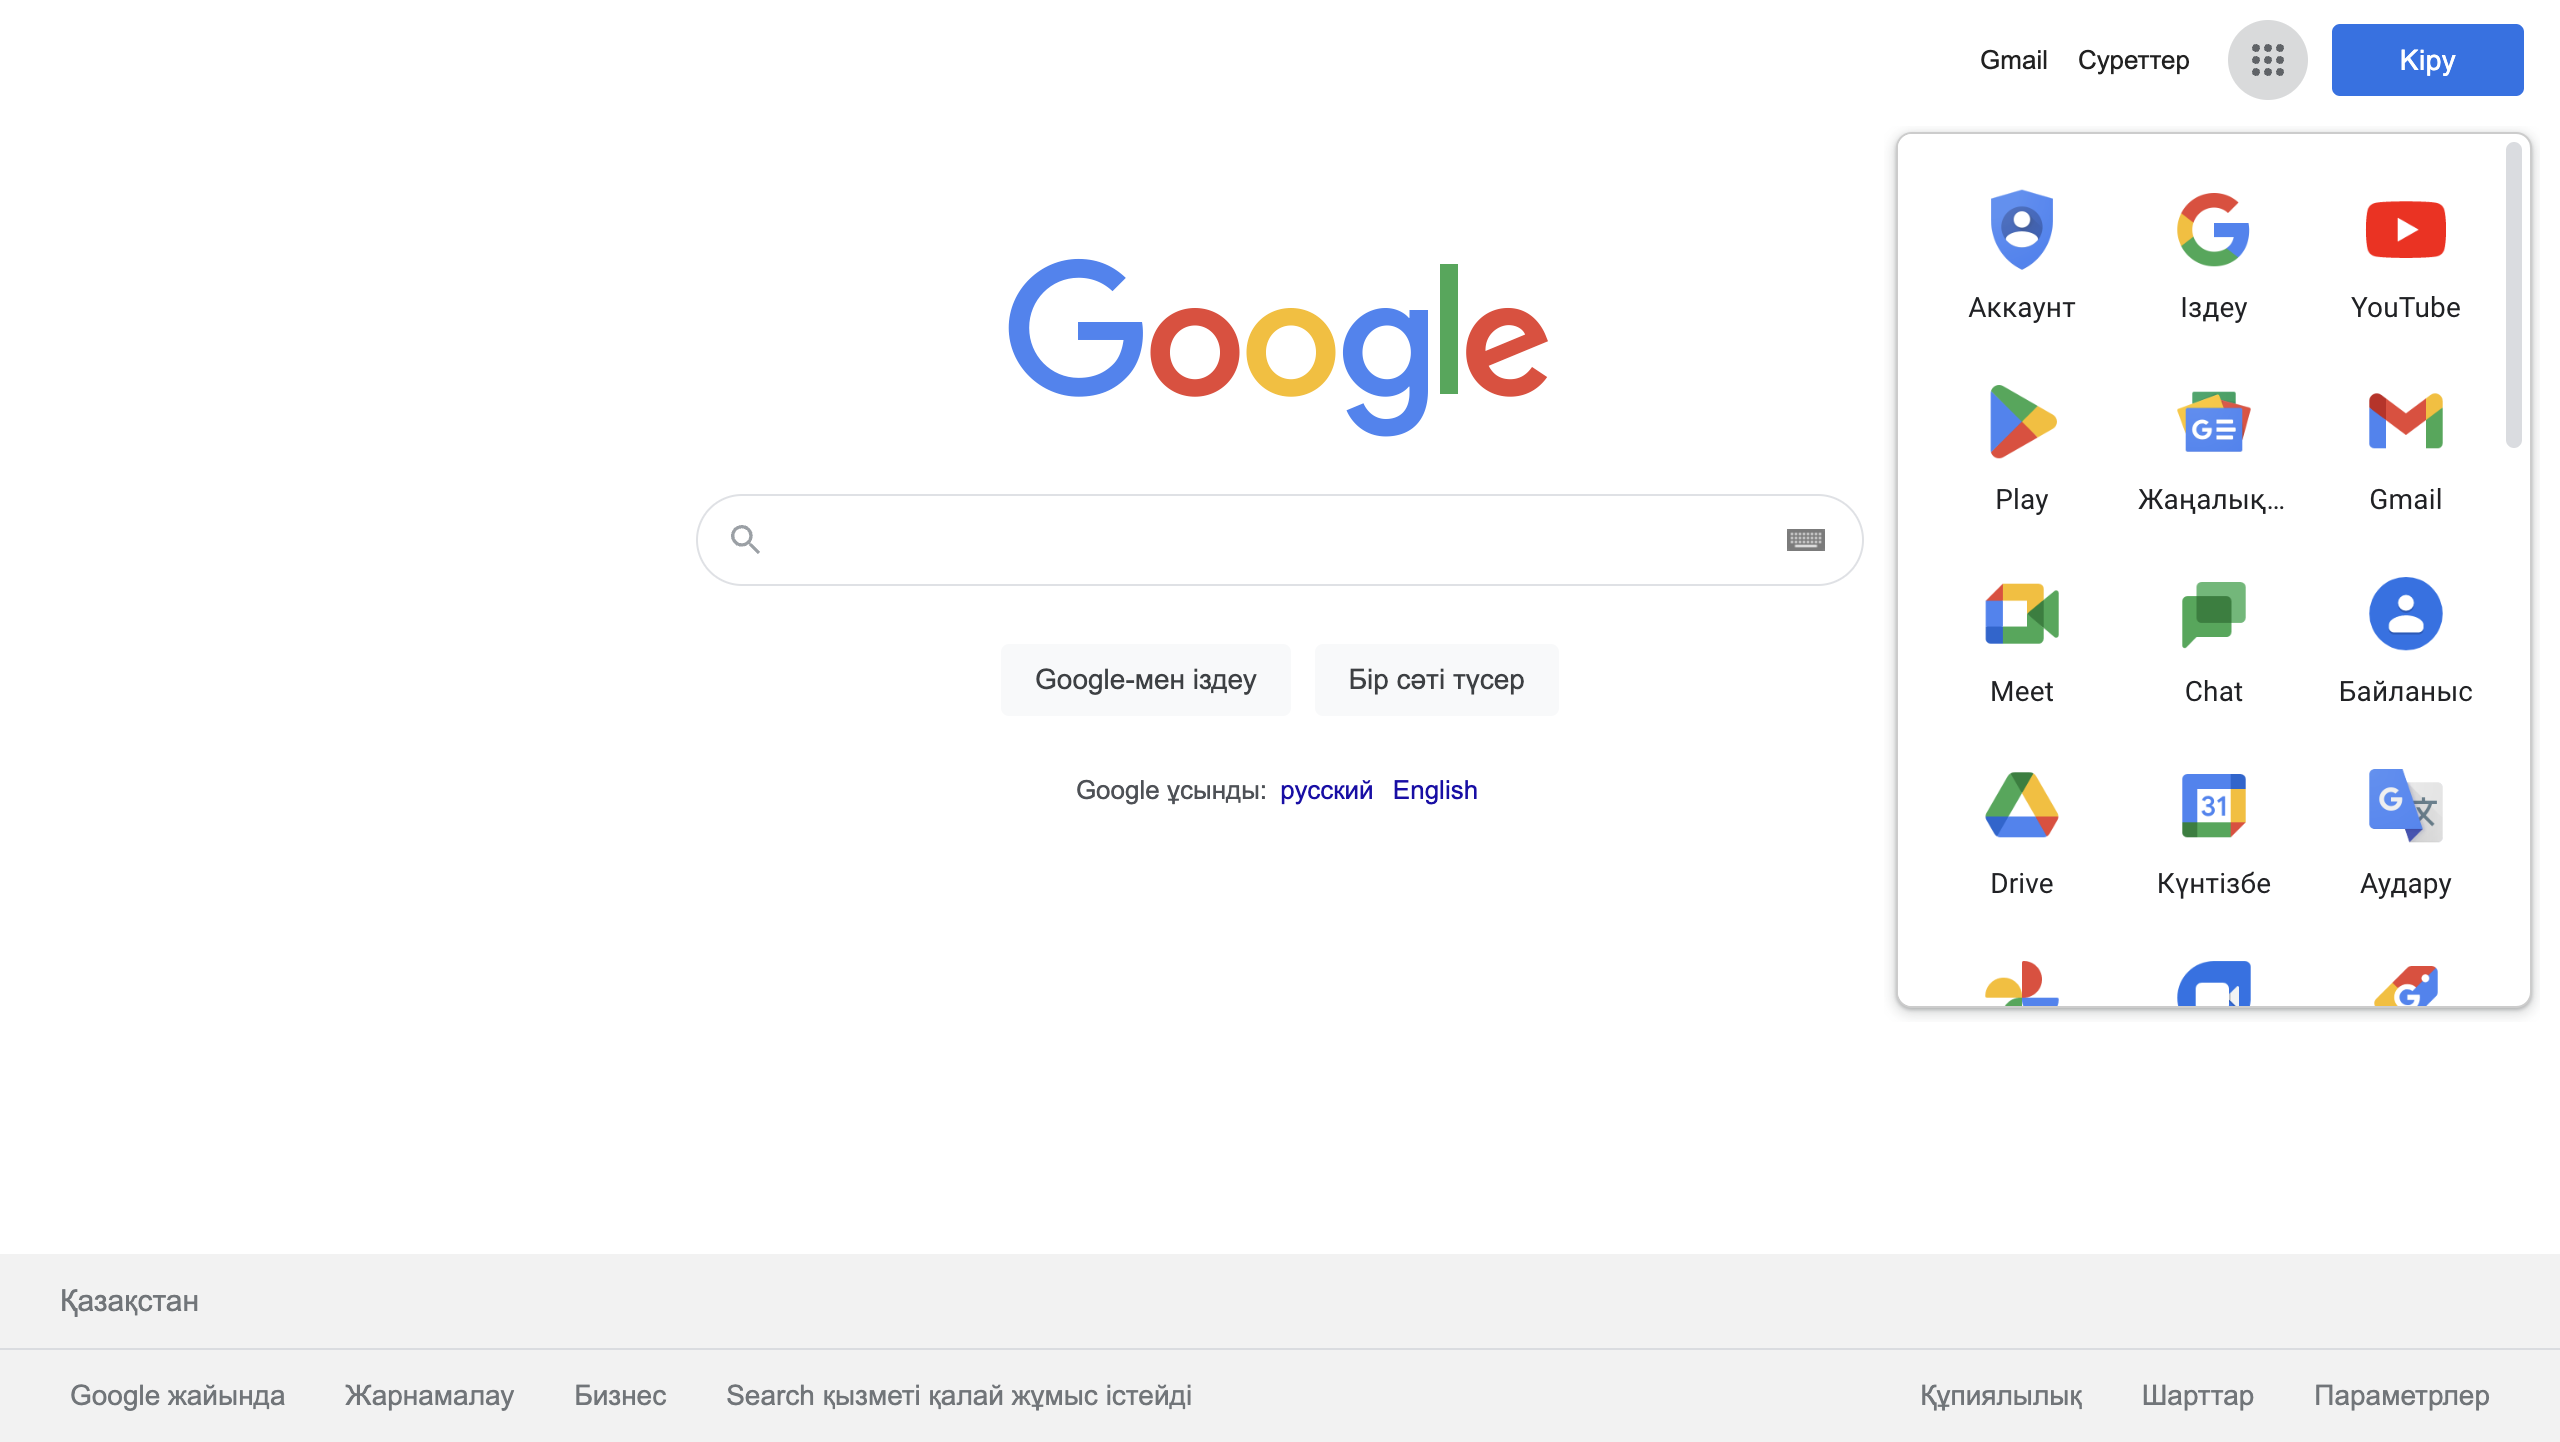 Gmail Суреттер Кіру
Google
Аккаунт Іздеу YouTube
Play Жаңалық... Gmail
Meet Chat Байланыс
31
Drive Күнтізбе Аудару
Google-мен іздеу Бір сәті түсер
Google ұсынды: русский English
Қазақстан
Google жайында Жарнамалау Бизнес Search қызметі қалай жұмыс істейді Құпиялылық Шарттар Параметрлер